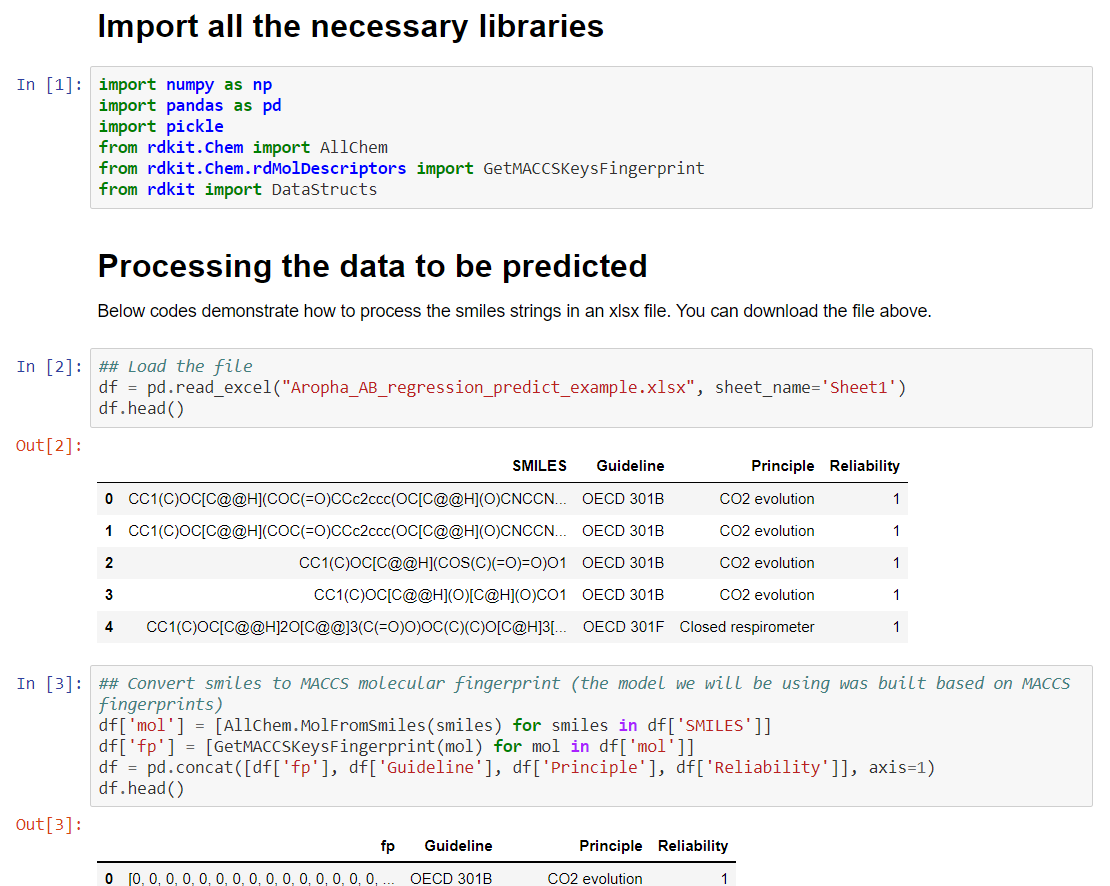 Import all the necessary libraries
In [1]:
import numpy as np
import pandas as pd
import pickle
from rdkit.Chem import AllChem
from rdkit.Chem.rdMolDescriptors import GetMACCSKeysFingerprint
from rdkit import DataStructs
Processing the data to be predicted
Below codes demonstrate how to process the smiles strings in an xlsx file. You can download the file above.
In [2]:
## Load the file
df = pd.read_excel("Aropha_AB_regression_predict_example.xlsx", sheet_name='Sheet1')
df.head()
Out[2]:
SMILES Guideline Principle Reliability
0 CC1(C)OC[C@@H](COC(=O)CCc2ccc(OC[C@@H](O)CNCCN... OECD 301B CO2 evolution 1
1 CC1(C)OC[C@@H](COC(=O)CCc2ccc(OC[C@@H](O)CNCCN... OECD 301B CO2 evolution 1
2 CC1(C)OC[C@@H](COS(C)(=O)=O)O1 OECD 301B CO2 evolution 1
3 CC1(C)OC[C@@H](O)[C@H](O)CO1 OECD 301B CO2 evolution 1
4 CC1(C)OC[C@@H]2O[C@@]3(C(=O)O)OC(C)(C)O[C@H]3[... OECD 301F Closed respirometer 1
In [3]:
## Convert smiles to MACCS molecular fingerprint (the model we will be using was built based on MACCS
fingerprints)
df['mol'] = [AllChem.MolFromSmiles(smiles) for smiles in df['SMILES']]
df['fp'] = [GetMACCSKeysFingerprint(mol) for mol in df['mol']]
df = pd.concat([df['fp'], df['Guideline'], df['Principle'], df['Reliability']], axis=1)
df.head()
Out[3]:
fp Guideline Principle Reliability
0 [0, 0, 0, 0, 0, 0, 0, 0, 0, 0, 0, 0, 0, 0, 0, ... OECD 301B CO2 evolution 1